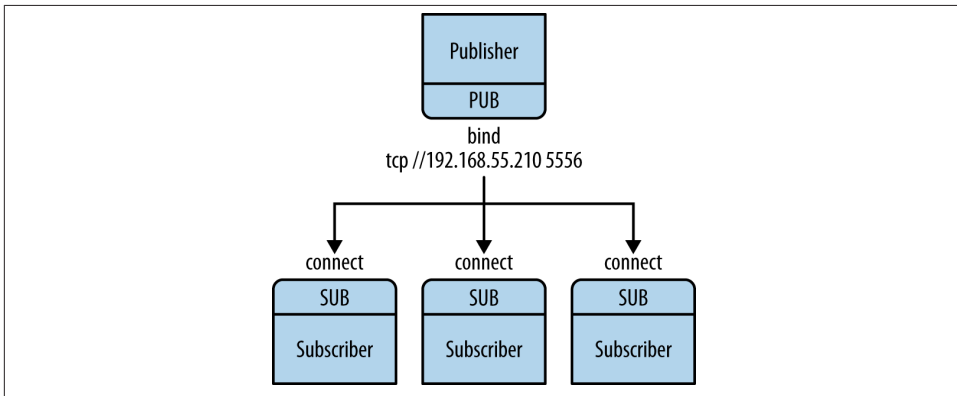 Publisher
PUB
bind
tcp //192.168.55.210 5556
connect connect connect
SUB SUB SUB
Subscriber Subscriber Subscriber